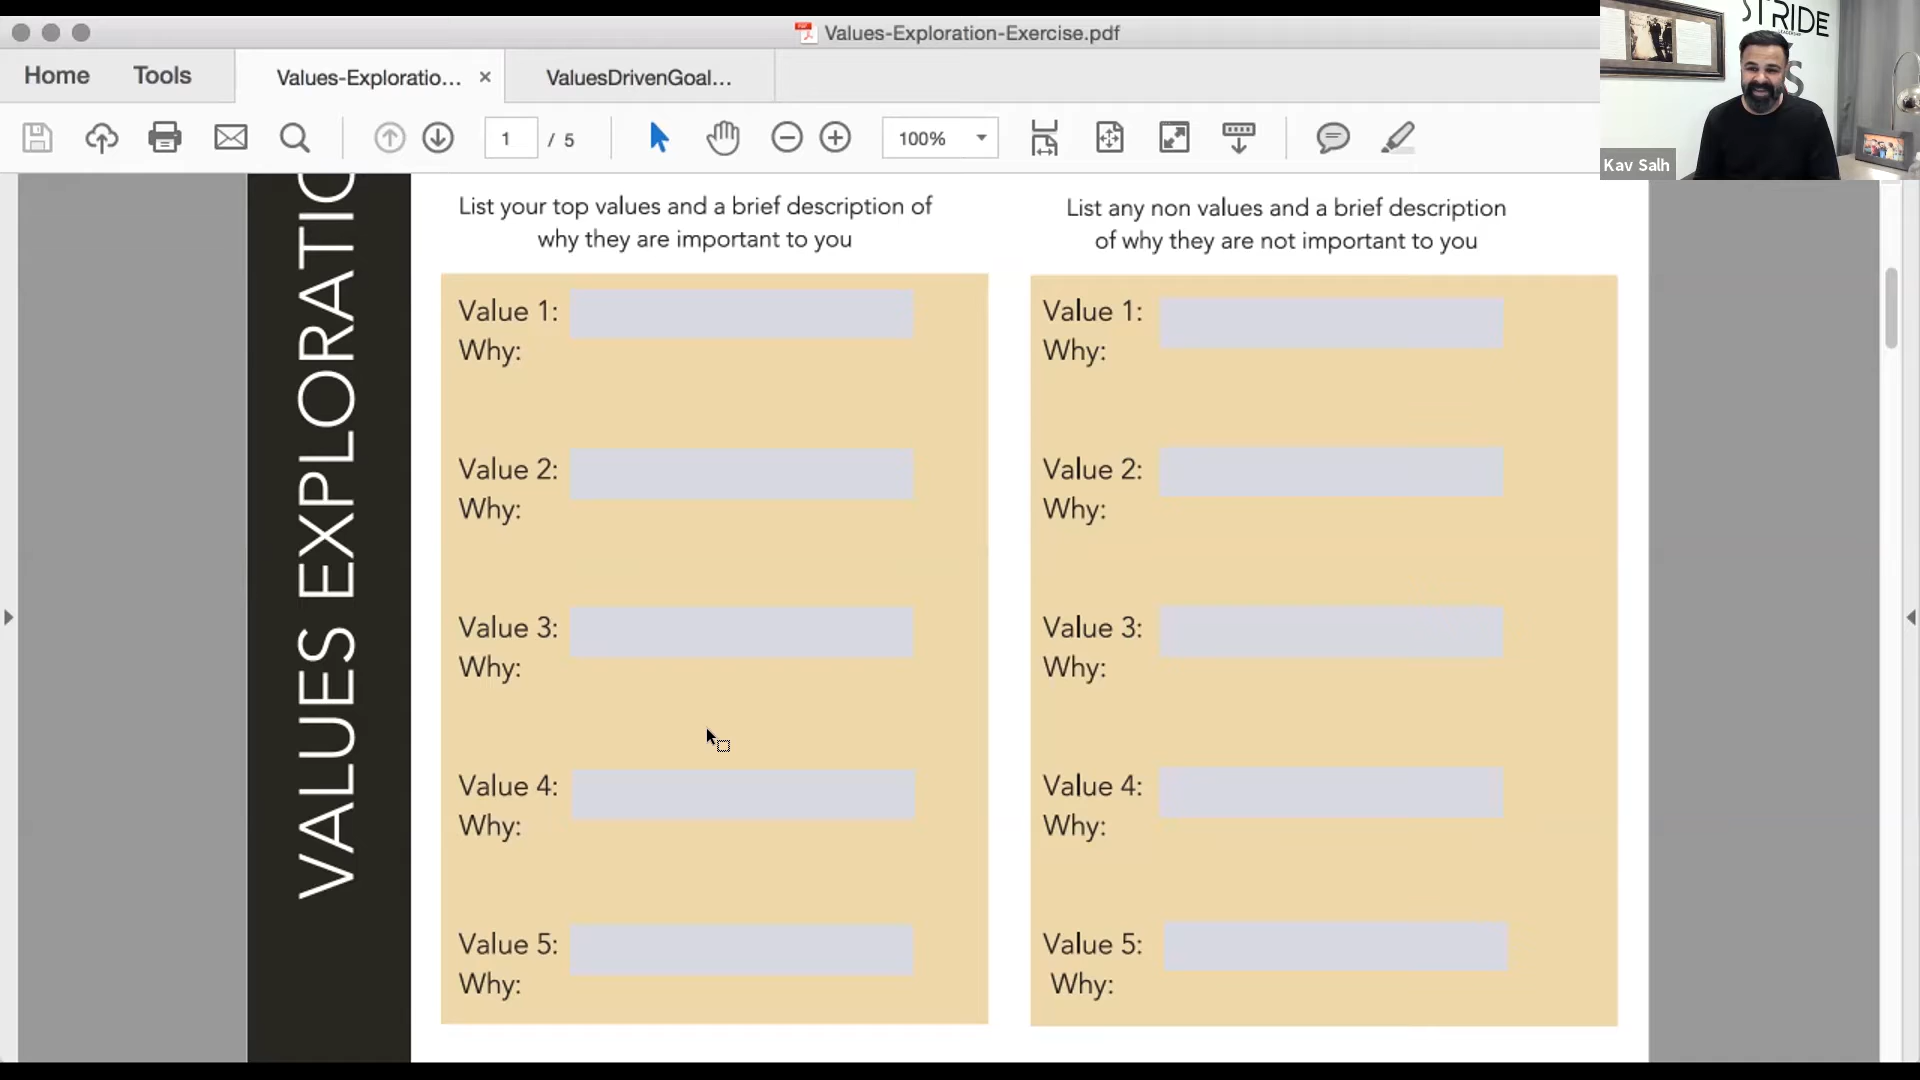 Values-Exploration-Exercise.pdf
Home
Tools
Values-Exploratio...
ValuesDrivenGoal...
1 / 5
100%
STRIDE
Kav Salh
VALUES EXPLORATIO
List your top values and a brief description of
why they are important to you
Value 1:
Why:
Value 2:
Why:
Value 3:
Why:
Value 4:
Why:
Value 5:
Why:
List any non values and a brief description
of why they are not important to you
Value 1:
Why:
Value 2:
Why:
Value 3:
Why:
Value 4:
Why:
Value 5:
Why: